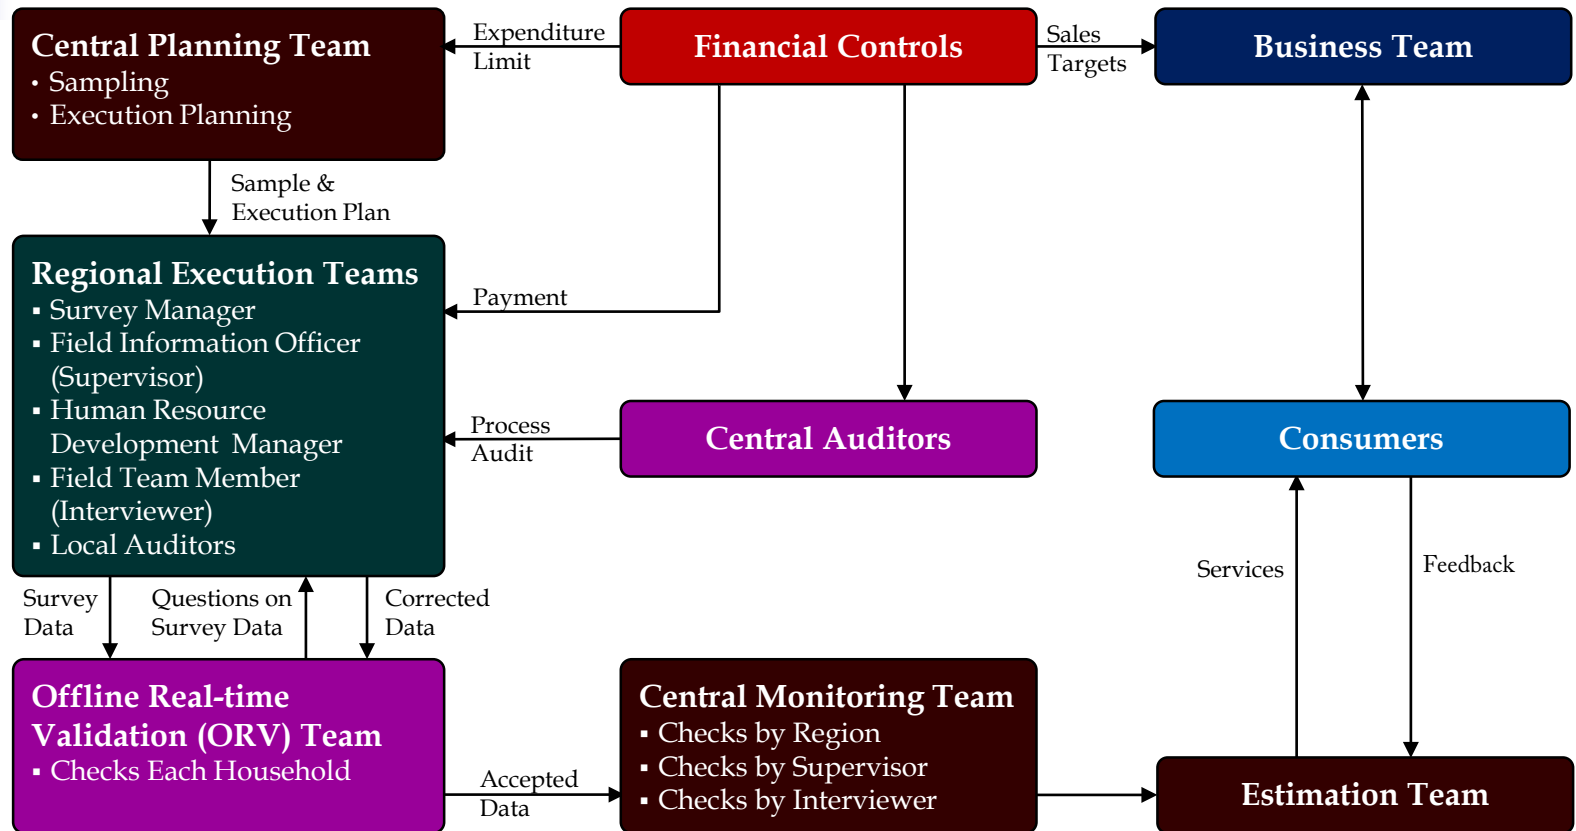 Central Planning Team
• Sampling
• Execution Planning
Expenditure
Limit
Financial Controls
Sales
Targets
Business Team
Sample &
Execution Plan
Regional Execution Teams
▪ Survey Manager
▪ Field Information Officer
(Supervisor)
▪ Human Resource
Development Manager
▪ Field Team Member
(Interviewer)
▪ Local Auditors
Payment
Process
Audit
Central Auditors
Consumers
Survey
Data
Questions on
Survey Data
Corrected
Data
Services
Feedback
Offline Real-time
Validation (ORV) Team
▪ Checks Each Household
Accepted
Data
Central Monitoring Team
▪ Checks by Region
▪ Checks by Supervisor
▪ Checks by Interviewer
Estimation Team